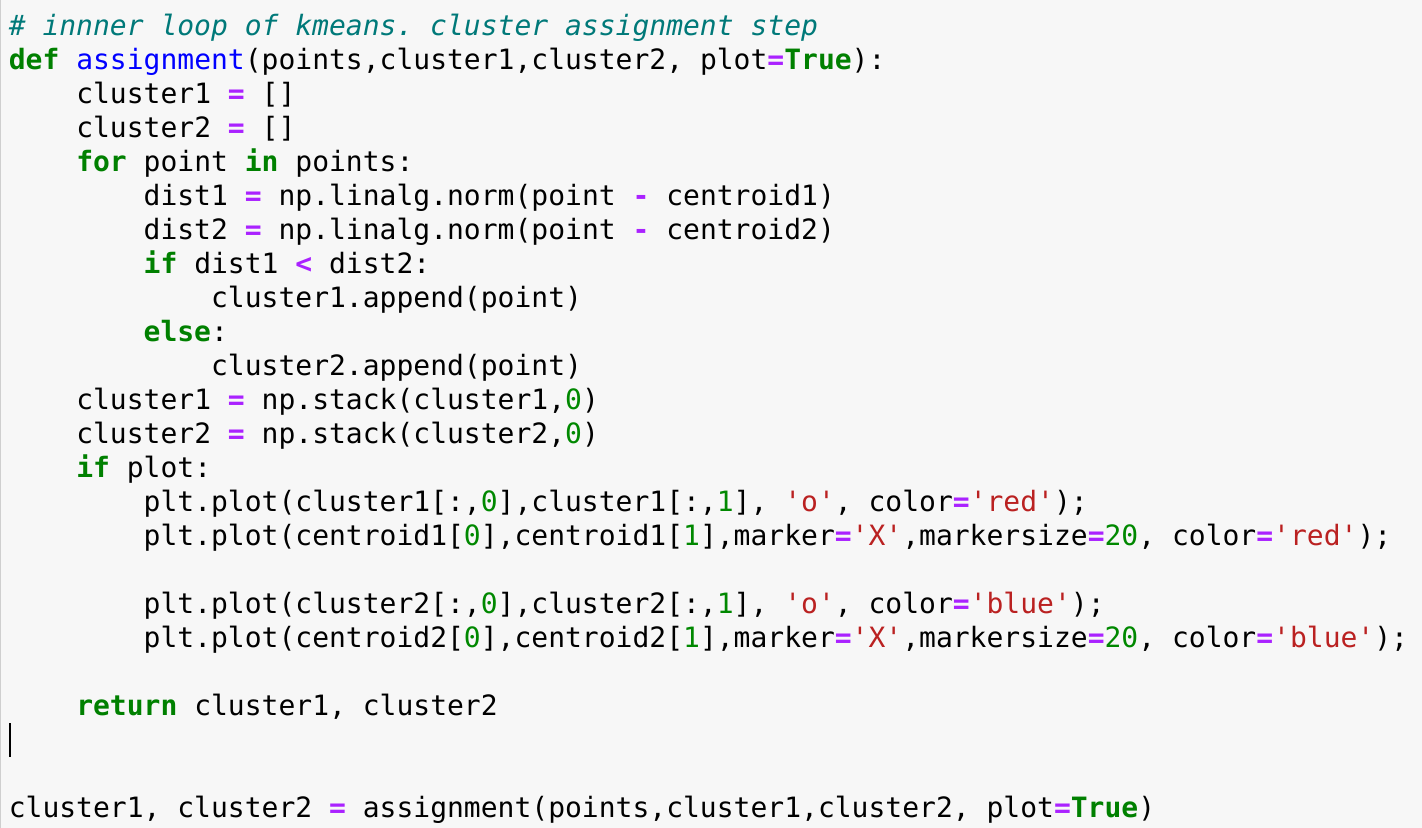 # innner loop of kmeans. cluster assignment step
def assignment(points,cluster1,cluster2, plot=True):
    cluster1 = []
    cluster2 = []
    for point in points:
        dist1 = np.linalg.norm(point - centroid1)
        dist2 = np.linalg.norm(point - centroid2)
        if dist1 < dist2:
            cluster1.append(point)
        else:
            cluster2.append(point)
    cluster1 = np.stack(cluster1,0)
    cluster2 = np.stack(cluster2,0)
    if plot:
        plt.plot(cluster1[:,0],cluster1[:,1], 'o', color='red');
        plt.plot(centroid1[0],centroid1[1],marker='X',markersize=20, color='red');

        plt.plot(cluster2[:,0],cluster2[:,1], 'o', color='blue');
        plt.plot(centroid2[0],centroid2[1],marker='X',markersize=20, color='blue');

    return cluster1, cluster2


cluster1, cluster2 = assignment(points,cluster1,cluster2, plot=True)